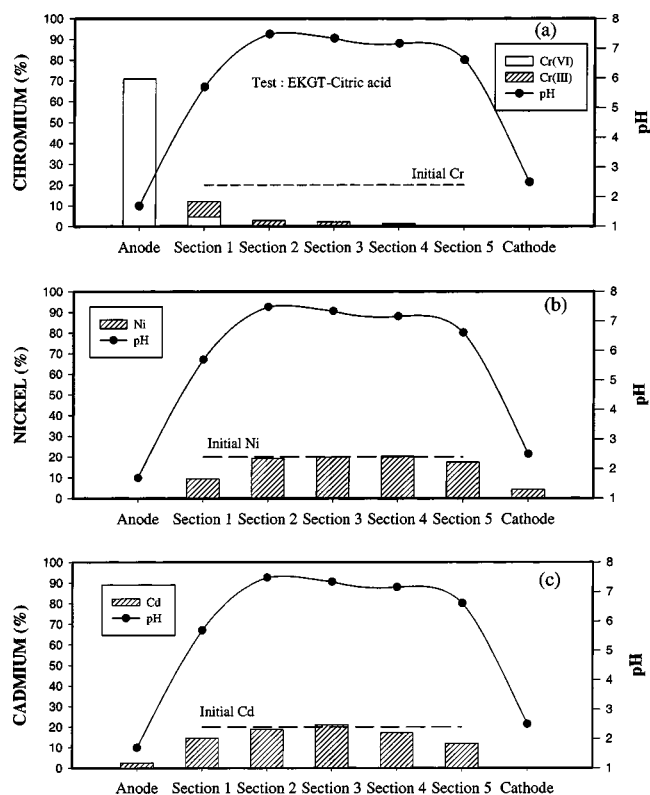 (a)
Test : EKGT-Citric acid
Cr(VI)
Cr(III)
pH
Initial Cr
CHROMIUM (%)
100
90
80
70
60
50
40
30
20
10
0
8
7
6
5
4
3
2
1
pH
Anode Section 1 Section 2 Section 3 Section 4 Section 5 Cathode
(b)
Ni
pH
Initial Ni
NICKEL (%)
100
90
80
70
60
50
40
30
20
10
0
8
7
6
5
4
3
2
1
pH
Anode Section 1 Section 2 Section 3 Section 4 Section 5 Cathode
(c)
Cd
pH
Initial Cd
CADMIUM (%)
100
90
80
70
60
50
40
30
20
10
0
8
7
6
5
4
3
2
1
pH
Anode Section 1 Section 2 Section 3 Section 4 Section 5 Cathode